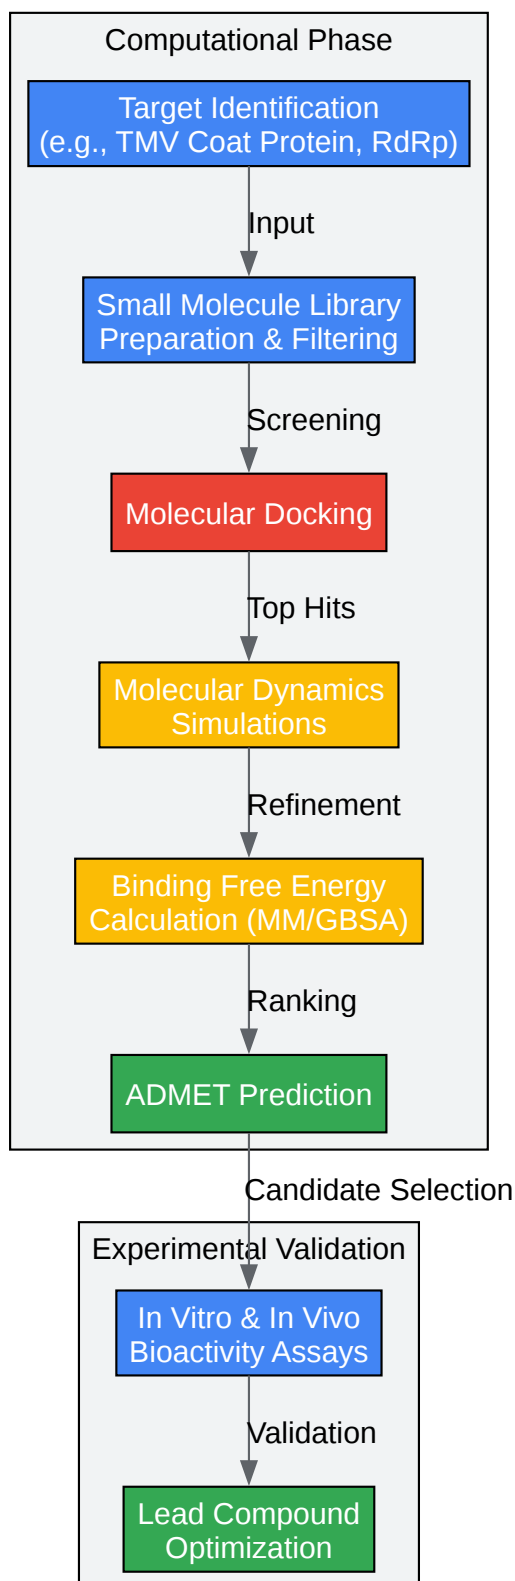 Computational Phase
Target Identification
(e.g., TMV Coat Protein, RdRp)
Input
Small Molecule Library
Preparation & Filtering
Screening
Molecular Docking
Top Hits
Molecular Dynamics
Simulations
Refinement
Binding Free Energy
Calculation (MM/GBSA)
Ranking
ADMET Prediction
Candidate Selection
Experimental Validation
In Vitro & In Vivo
Bioactivity Assays
Validation
Lead Compound
Optimization